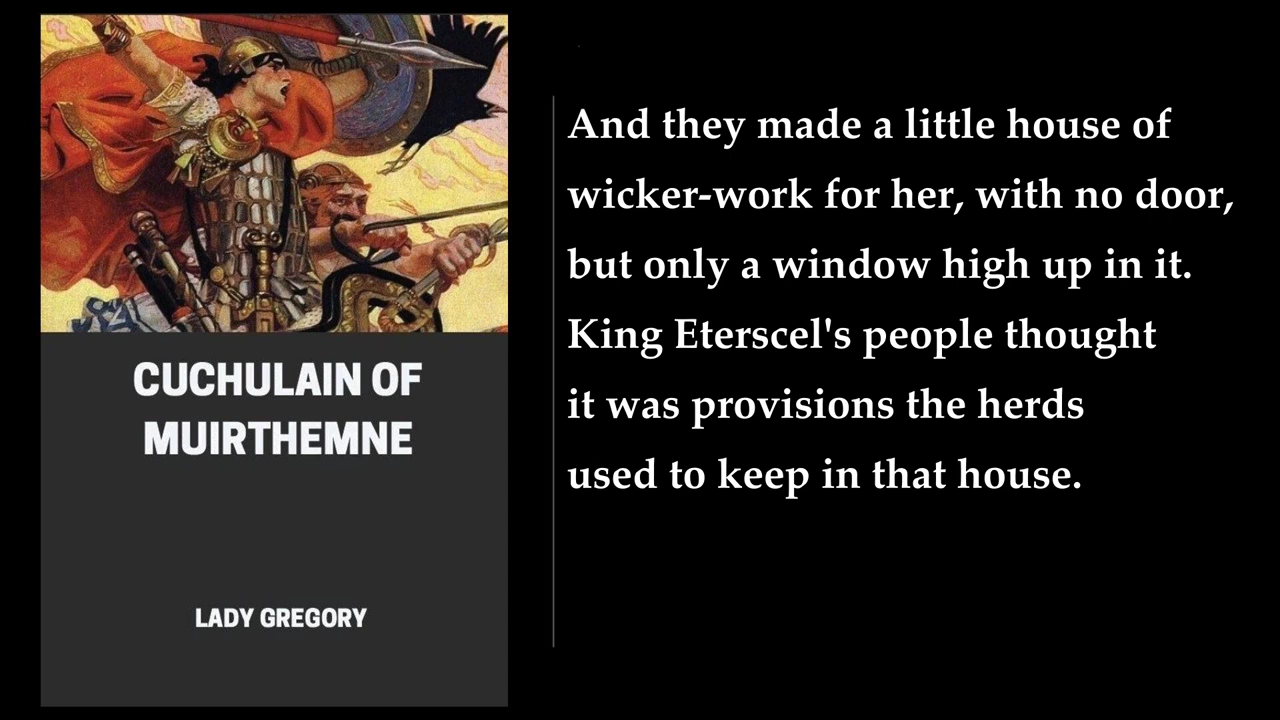 CUCHULAIN OF
MUIRTHEMNE
LADY GREGORY
And they made a little house of
wicker-work for her, with no door,
but only a window high up in it.
King Eterscel's people thought
it was provisions the herds
used to keep in that house.